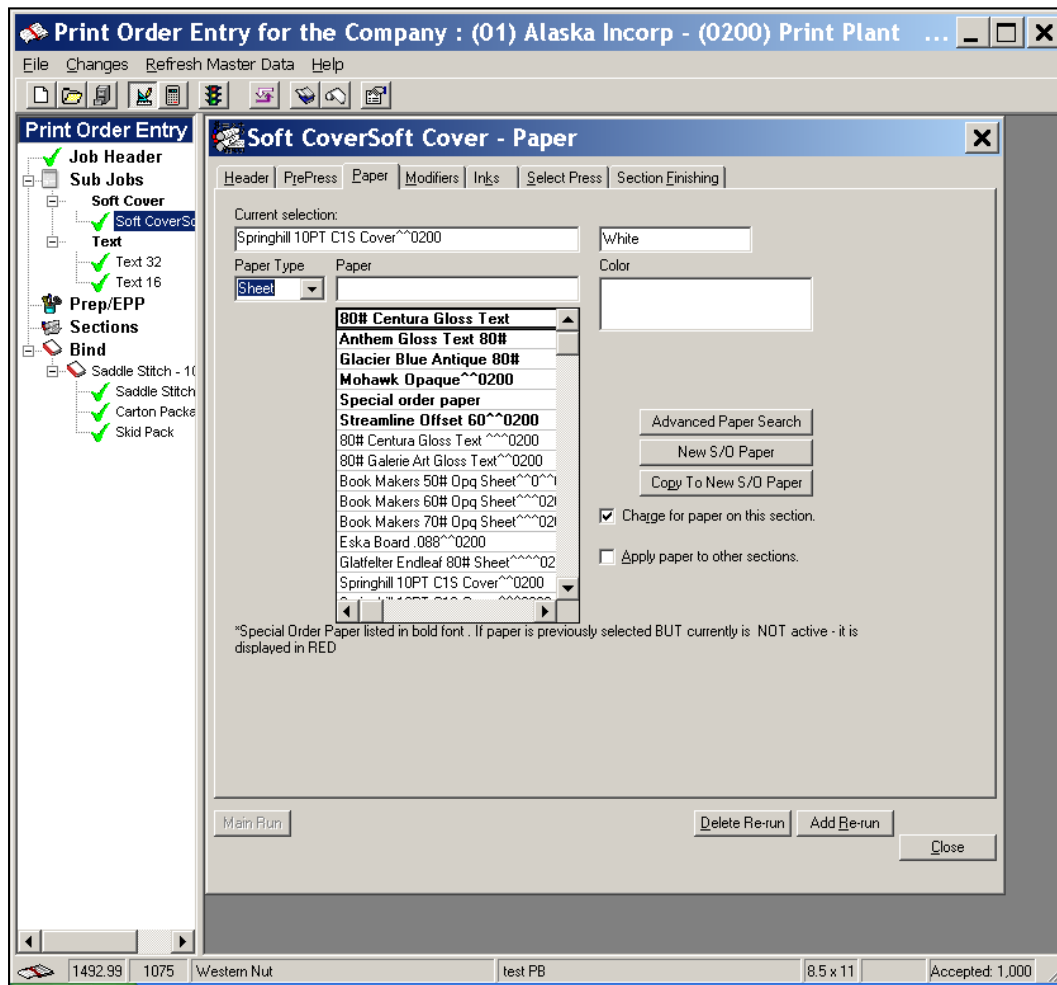 Print Order Entry for the Company : (01) Alaska Incorp - (0200) Print Plant ...
File Changes Refresh Master Data Help
Print Order Entry
Job Header
Sub Jobs
Soft Cover
Soft CoverSo
Text
Text 32
Text 16
Prep/EPP
Sections
Bind
Saddle Stitch - 10
Saddle Stitch
Carton Packa
Skid Pack
Soft CoverSoft Cover - Paper
Header PrePress Paper Modifiers Inks Select Press Section Finishing
Current selection:
Springhill 10PT C1S Cover^^0200 White
Paper Type Paper Color
Sheet
80# Centura Gloss Text
Anthem Gloss Text 80#
Glacier Blue Antique 80#
Mohawk Opaque^^0200
Special order paper
Streamline Offset 60^^0200
80# Centura Gloss Text ^^^0200
80# Galerie Art Gloss Text^^0200
Book Makers 50# Opq Sheet^^0^^
Book Makers 60# Opq Sheet^^^02
Book Makers 70# Opq Sheet^^^02
Eska Board .088^^0200
Glatfelter Endleaf 80# Sheet^^^^02
Springhill 10PT C1S Cover^^0200
Advanced Paper Search
New S/O Paper
Copy To New S/O Paper
Charge for paper on this section.
Apply paper to other sections.
*Special Order Paper listed in bold font . If paper is previously selected BUT currently is NOT active - it is
displayed in RED
Main Run Delete Re-run Add Re-run
Close
1492.99 1075 Western Nut test PB 8.5 x 11 Accepted: 1,000